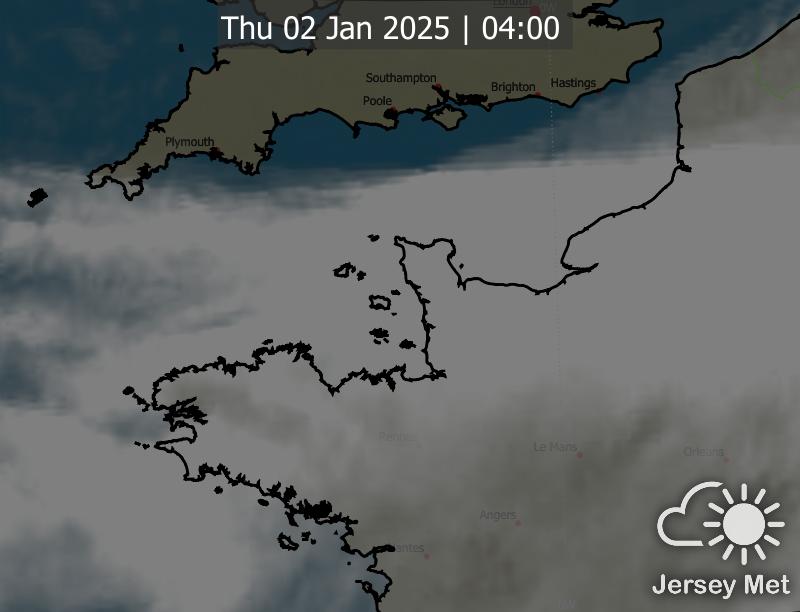 London
Thu 02 Jan 2025 | 04:00
Southampton
Brighton
Hastings
Poole
Plymouth
Rennes
Le Mans
Orleans
Angers
Nantes
Jersey Met